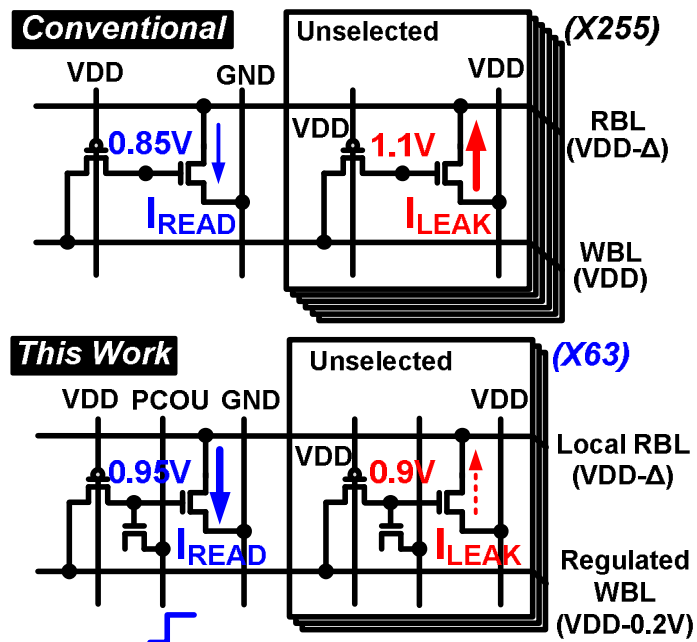 Conventional
Unselected
(X255)
VDD
GND
VDD
VDD
0.85V
1.1V
RBL
(VDD-Δ)
IREAD
ILEAK
WBL
(VDD)
This Work
Unselected
(X63)
VDD PCOU GND
VDD
VDD
0.95V
0.9V
Local RBL
(VDD-Δ)
IREAD
ILEAK
Regulated
WBL
(VDD-0.2V)